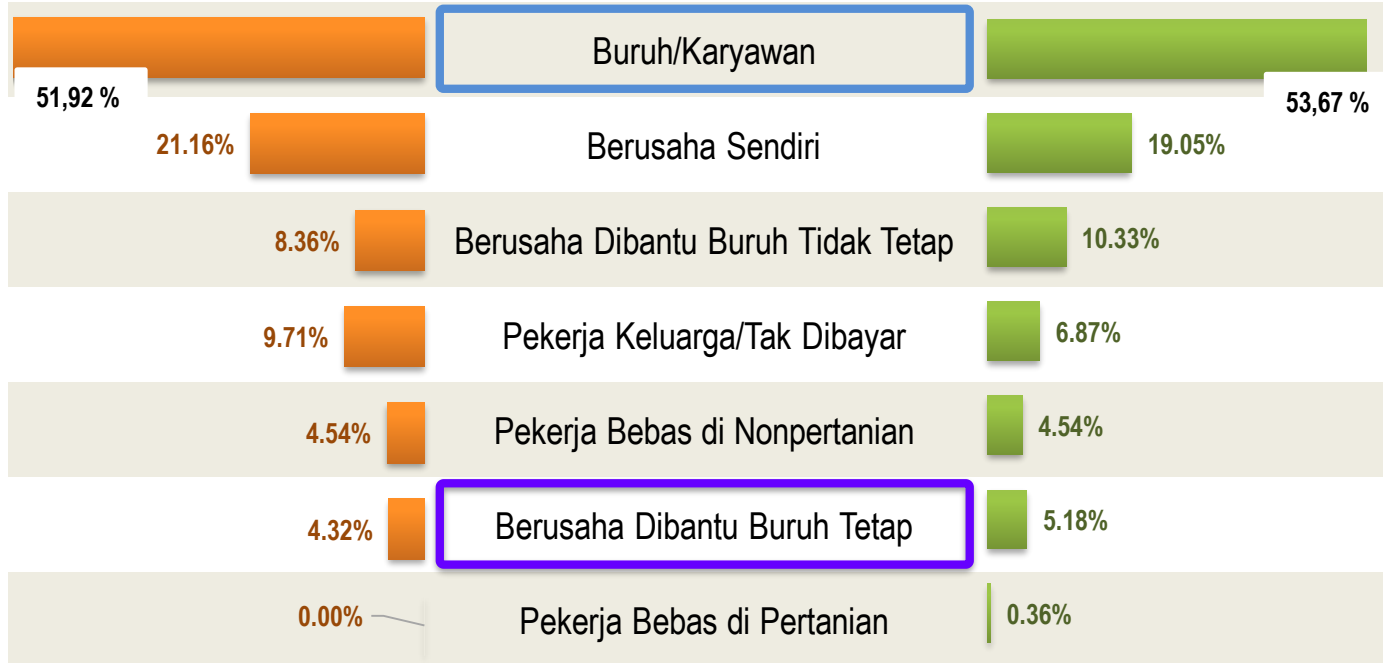 Buruh/Karyawan
51,92 %
53,67 %
21.16%
Berusaha Sendiri
19.05%
8.36%
Berusaha Dibantu Buruh Tidak Tetap
10.33%
9.71%
Pekerja Keluarga/Tak Dibayar
6.87%
4.54%
Pekerja Bebas di Nonpertanian
4.54%
4.32%
Berusaha Dibantu Buruh Tetap
5.18%
0.00%
Pekerja Bebas di Pertanian
0.36%